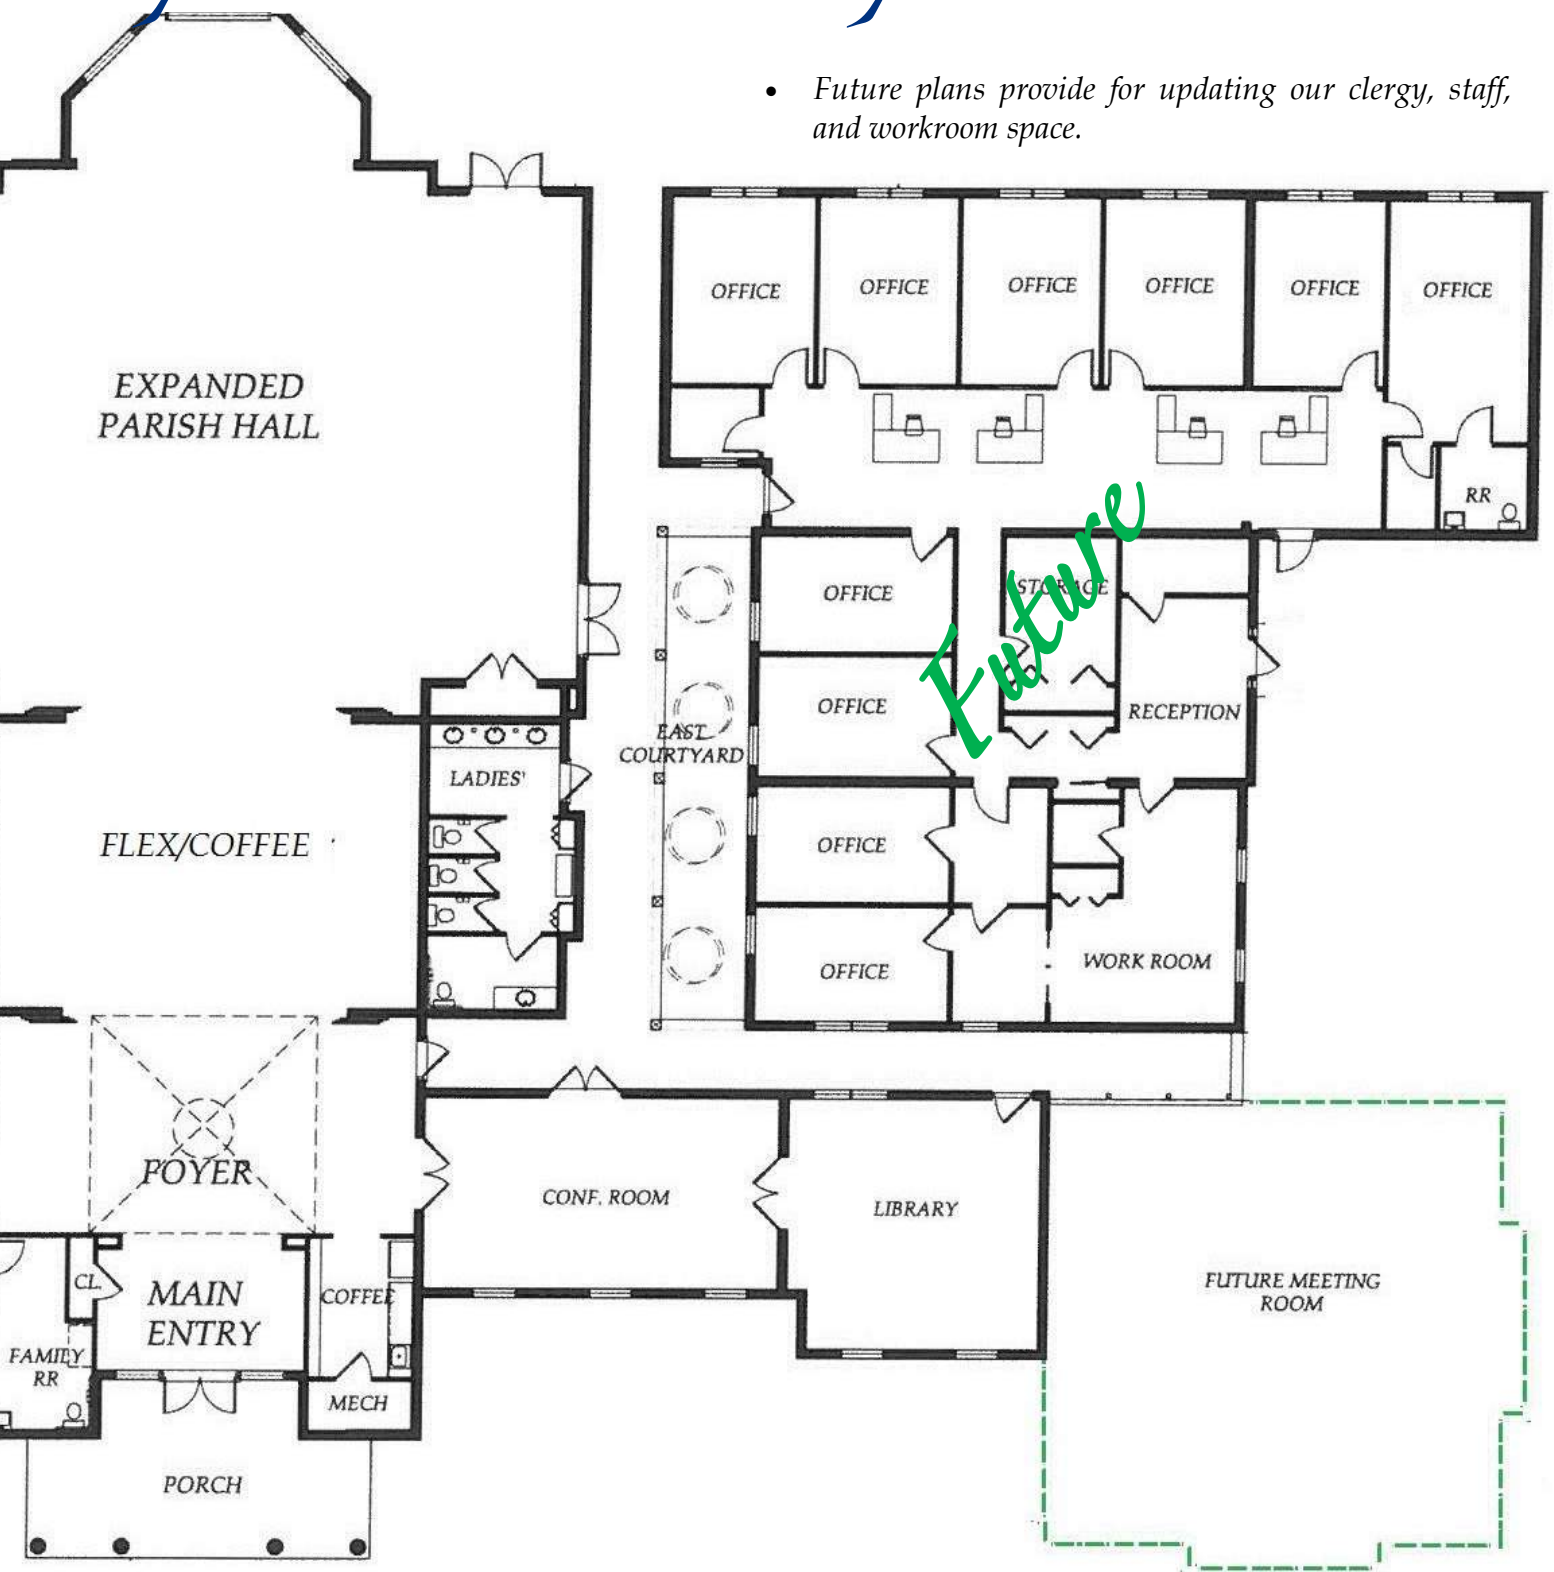 • Future plans provide for updating our clergy, staff,
and workroom space.
OFFICE
OFFICE
OFFICE
OFFICE
OFFICE
OFFICE
EXPANDED
PARISH HALL
RR
Future
OFFICE
STORAGE
OFFICE
RECEPTION
EAST
COURTYARD
LADIES'
FLEX/COFFEE
OFFICE
WORK ROOM
OFFICE
FOYER
CONF. ROOM
LIBRARY
CL.
MAIN
ENTRY
COFFEE
FUTURE MEETING
ROOM
FAMILY
RR
MECH
PORCH